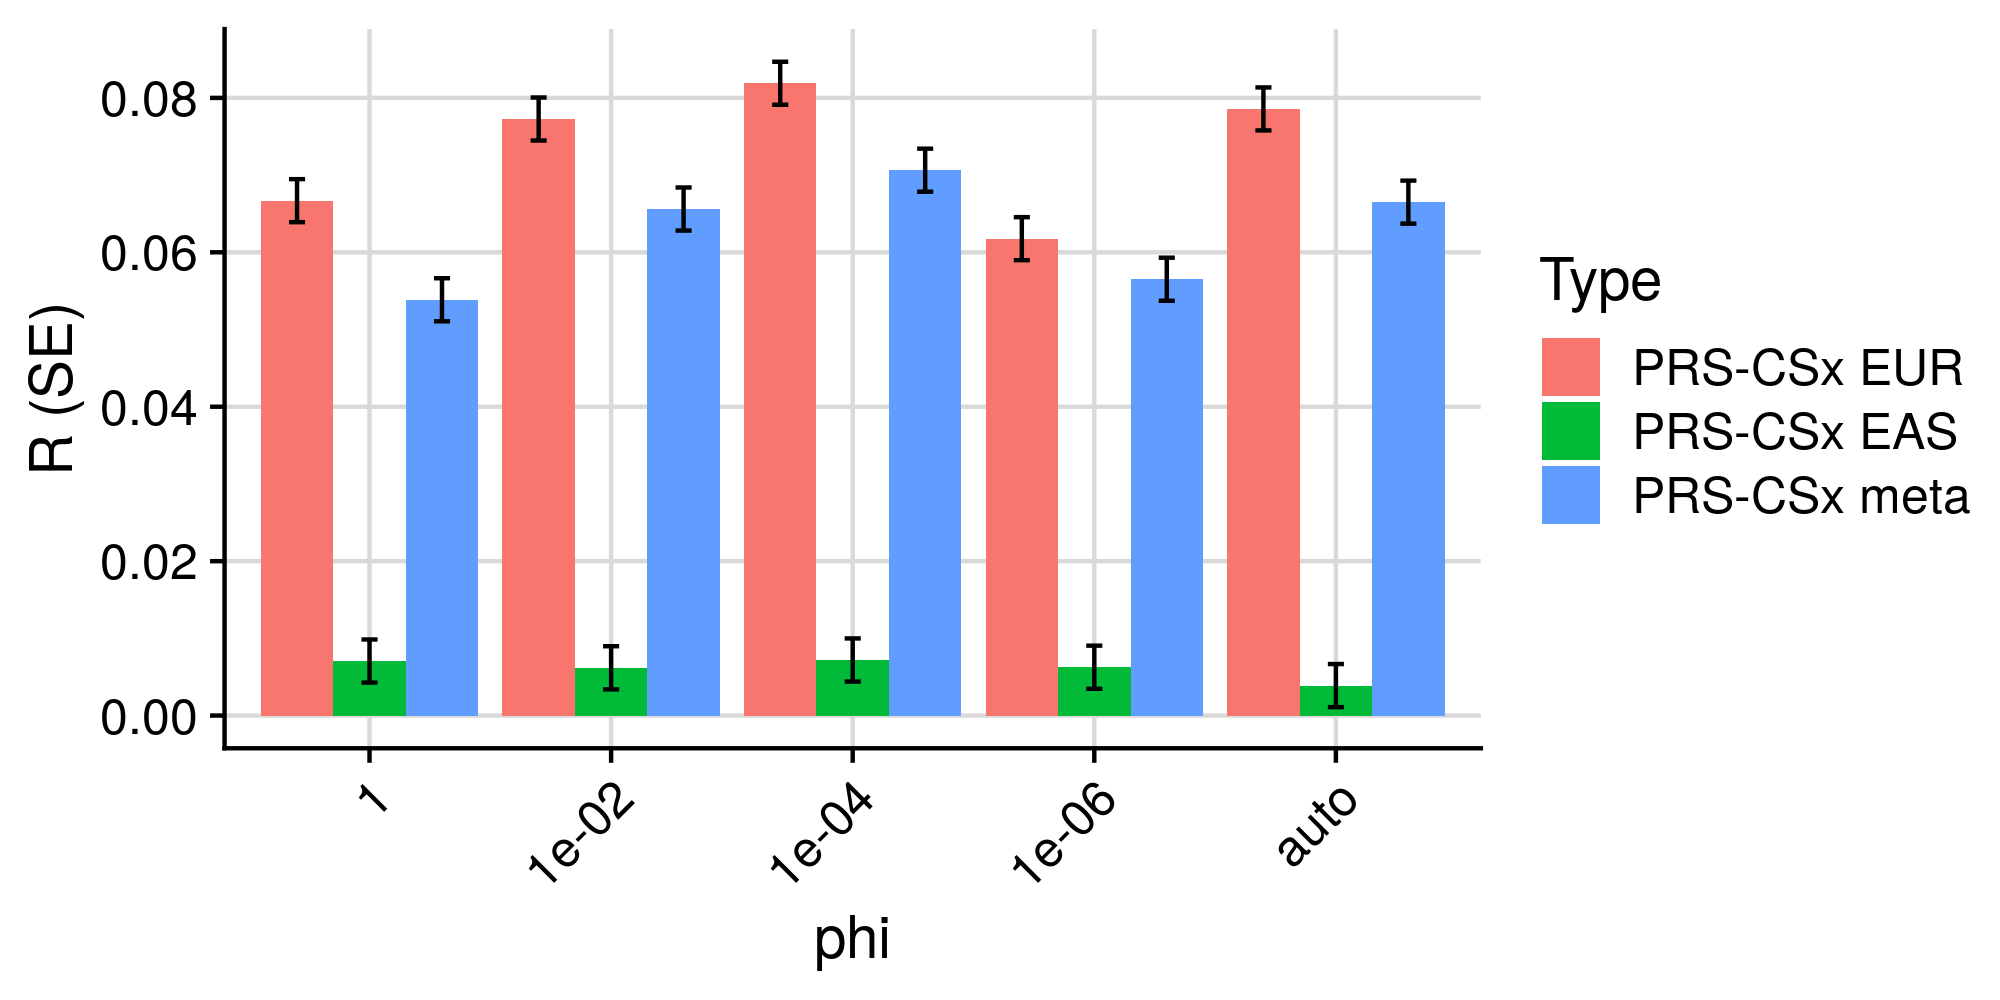 R (SE)
0.08
0.06
0.04
0.02
0.00
1
1e-02
1e-04
1e-06
auto
phi
Type
PRS-CSx EUR
PRS-CSx EAS
PRS-CSx meta